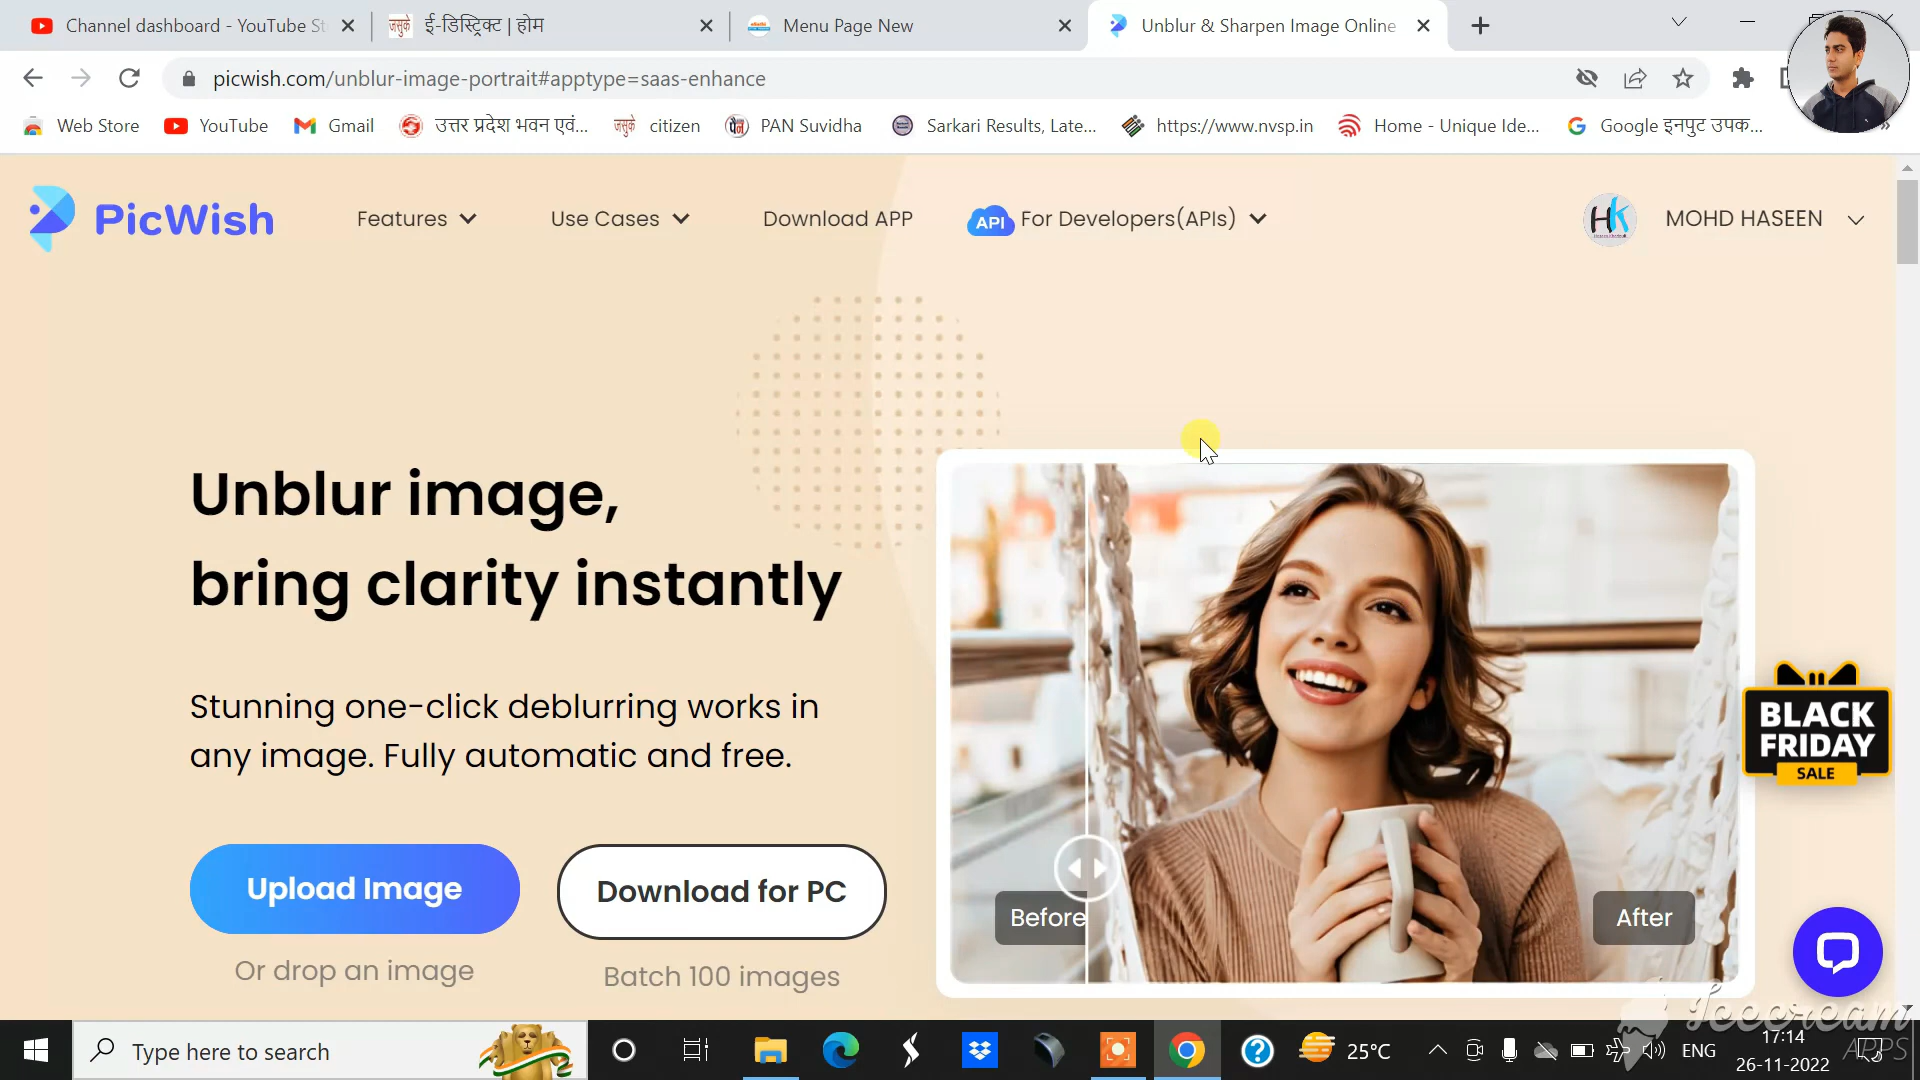 Channel dashboard - YouTube St
ई-डिस्ट्रिक्ट | होम
Menu Page New
Unblur & Sharpen Image Online
picwish.com/unblur-image-portrait#apptype=saas-enhance
Web Store
YouTube
Gmail
उत्तर प्रदेश भवन एवं...
citizen
PAN Suvidha
Sarkari Results, Late...
https://www.nvsp.in
Home - Unique Ide...
Google इनपुट उपक...
PicWish
Features
Use Cases
Download APP
API For Developers(APIs)
HK
MOHD HASEEN
Unblur image,
bring clarity instantly
Stunning one-click deblurring works in
any image. Fully automatic and free.
Upload Image
Download for PC
Or drop an image
Batch 100 images
Before
After
BLACK
FRIDAY
SALE
Icecream
APPS
Type here to search
25°C
ENG
17:14
26-11-2022